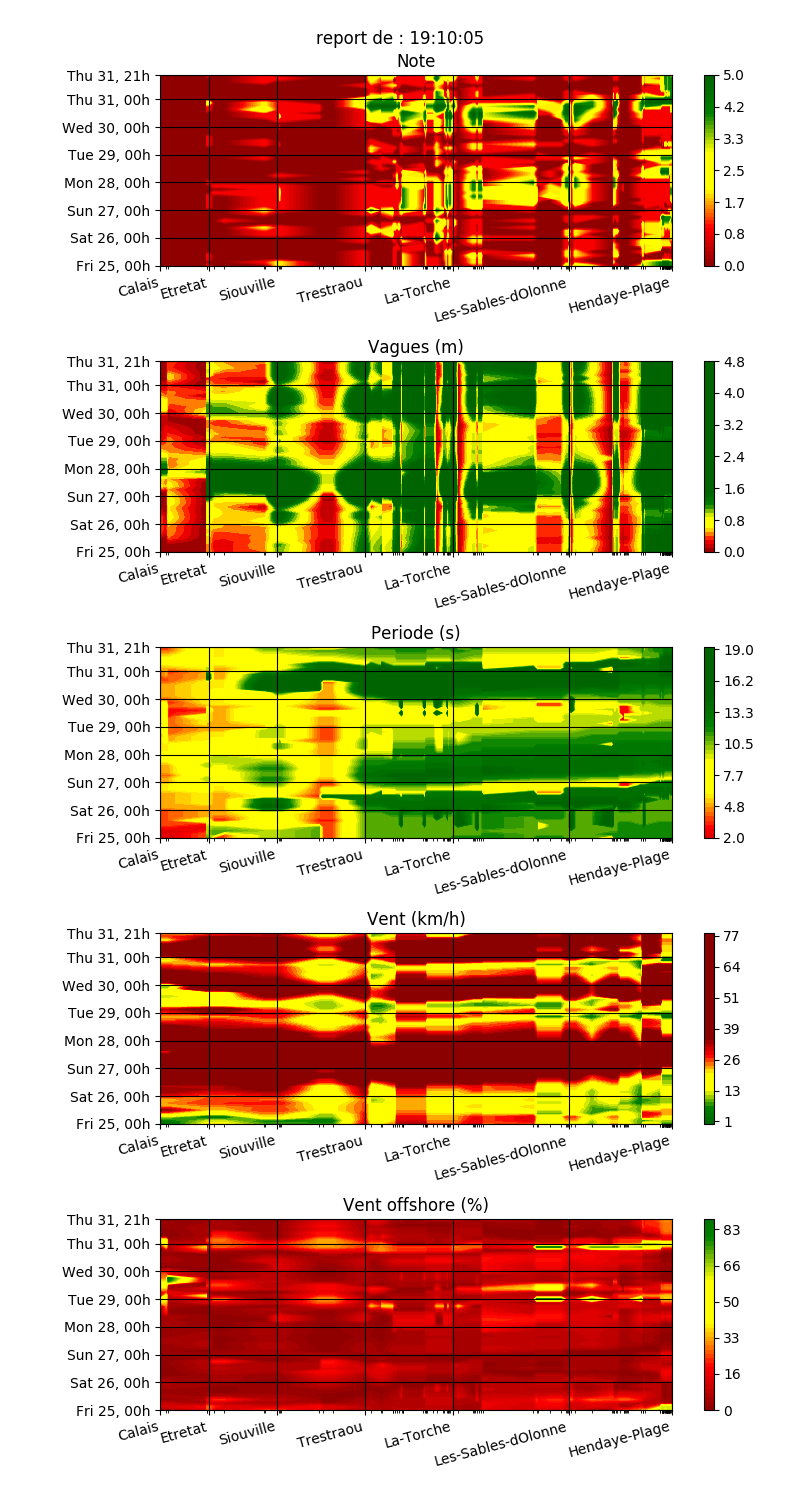 report de : 19:10:05
Note
Thu 31, 21h
Thu 31, 00h
Wed 30, 00h
Tue 29, 00h
Mon 28, 00h
Sun 27, 00h
Sat 26, 00h
Fri 25, 00h
Calais Etretat Siouville Trestraou La-Torche Les-Sables-dOlonne Hendaye-Plage
5.0
4.2
3.3
2.5
1.7
0.8
0.0
Vagues (m)
Thu 31, 21h
Thu 31, 00h
Wed 30, 00h
Tue 29, 00h
Mon 28, 00h
Sun 27, 00h
Sat 26, 00h
Fri 25, 00h
Calais Etretat Siouville Trestraou La-Torche Les-Sables-dOlonne Hendaye-Plage
4.8
4.0
3.2
2.4
1.6
0.8
0.0
Periode (s)
Thu 31, 21h
Thu 31, 00h
Wed 30, 00h
Tue 29, 00h
Mon 28, 00h
Sun 27, 00h
Sat 26, 00h
Fri 25, 00h
Calais Etretat Siouville Trestraou La-Torche Les-Sables-dOlonne Hendaye-Plage
19.0
16.2
13.3
10.5
7.7
4.8
2.0
Vent (km/h)
Thu 31, 21h
Thu 31, 00h
Wed 30, 00h
Tue 29, 00h
Mon 28, 00h
Sun 27, 00h
Sat 26, 00h
Fri 25, 00h
Calais Etretat Siouville Trestraou La-Torche Les-Sables-dOlonne Hendaye-Plage
77
64
51
39
26
13
1
Vent offshore (%)
Thu 31, 21h
Thu 31, 00h
Wed 30, 00h
Tue 29, 00h
Mon 28, 00h
Sun 27, 00h
Sat 26, 00h
Fri 25, 00h
Calais Etretat Siouville Trestraou La-Torche Les-Sables-dOlonne Hendaye-Plage
83
66
50
33
16
0